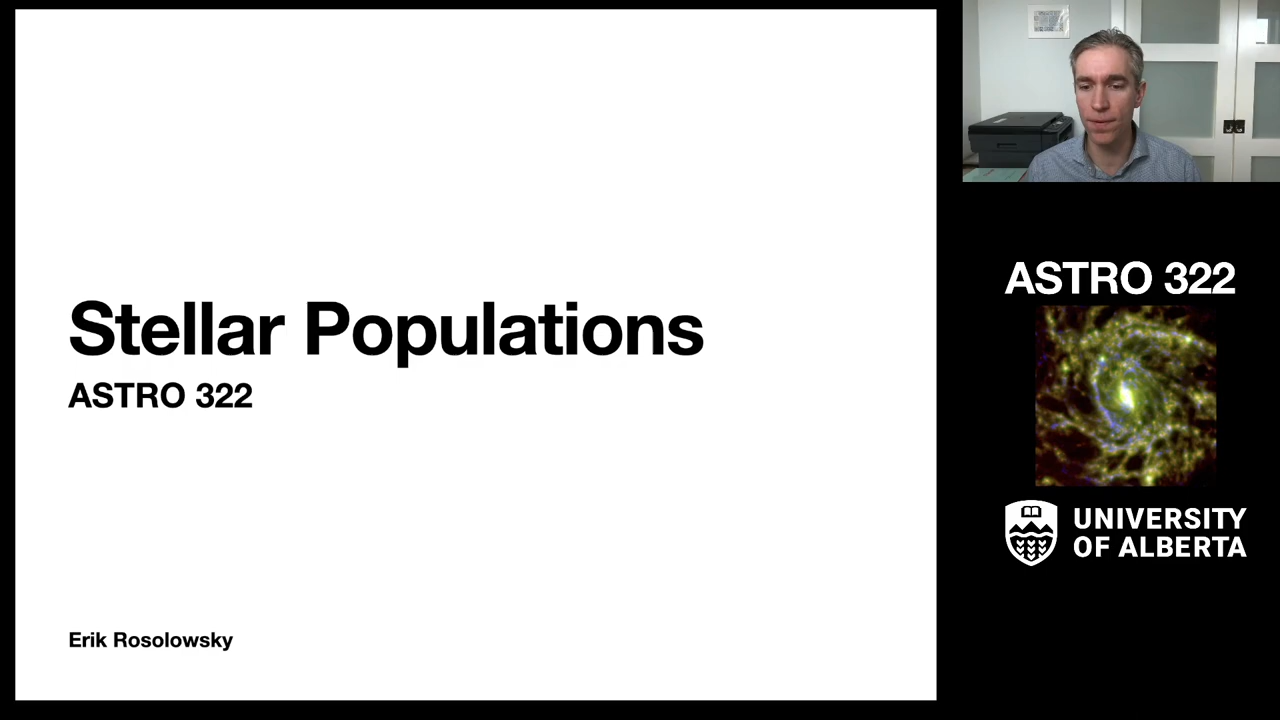 Stellar Populations
ASTRO 322
Erik Rosolowsky
ASTRO 322
UNIVERSITY
OF ALBERTA